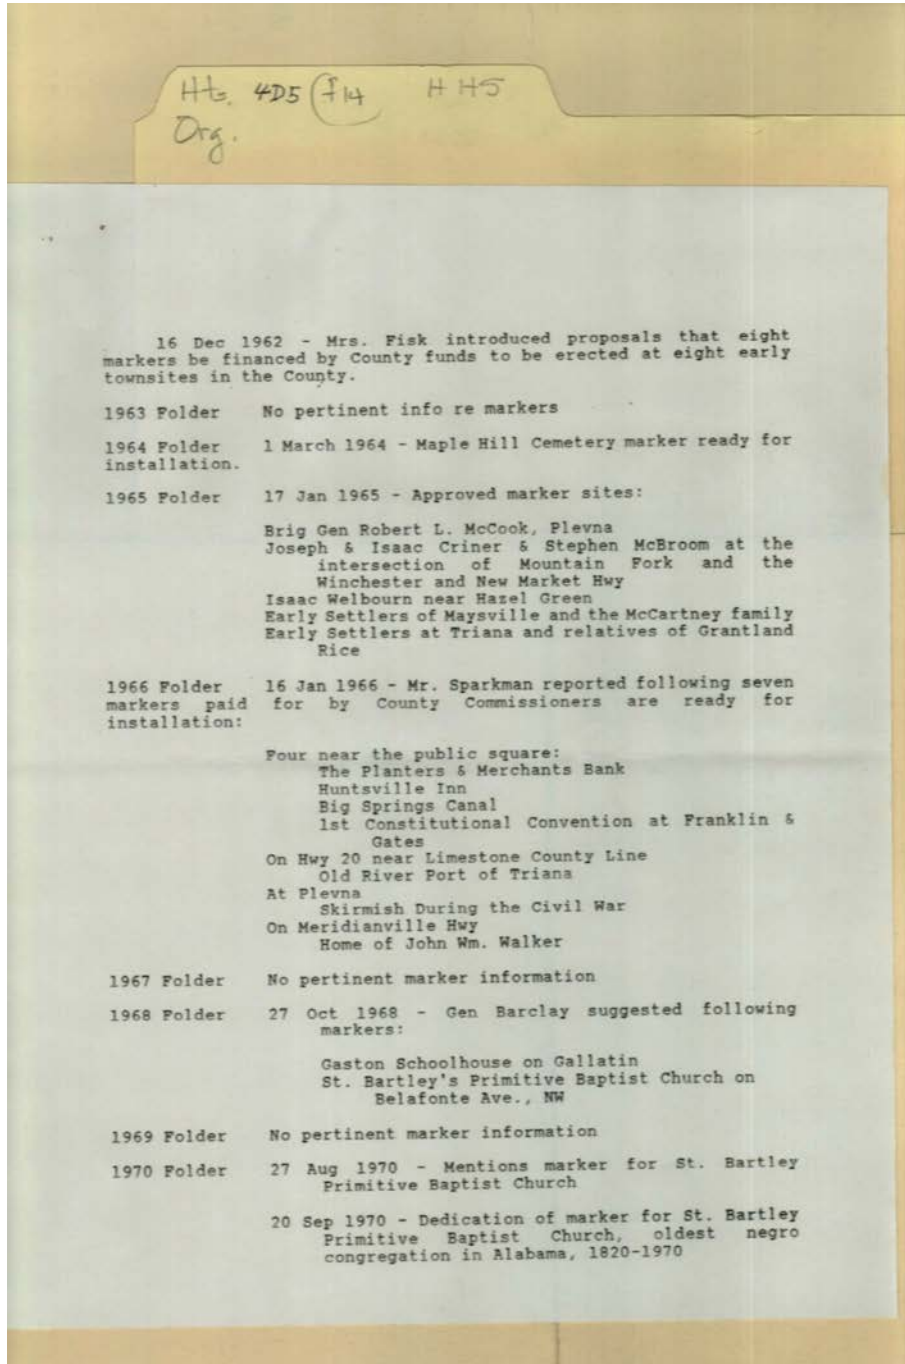 Hts. 4D5 (f14 HHS
Org.
16 Dec 1962 - Mrs. Fisk introduced proposals that eight
markers be financed by County funds to be erected at eight early
townsites in the County.
1963 Folder No pertinent info re markers
1964 Folder 1 March 1964 - Maple Hill Cemetery marker ready for
installation.
1965 Folder 17 Jan 1965 - Approved marker sites:
Brig Gen Robert L. McCook, Plevna
Joseph & Isaac Criner & Stephen McBroom at the
intersection of Mountain Fork and the
Winchester and New Market Hwy
Isaac Welbourn near Hazel Green
Early Settlers of Maysville and the McCartney family
Early Settlers at Triana and relatives of Grantland
Rice
1966 Folder 16 Jan 1966 - Mr. Sparkman reported following seven
markers paid for by County Commissioners are ready for
installation:
Four near the public square:
The Planters & Merchants Bank
Huntsville Inn
Big Springs Canal
1st Constitutional Convention at Franklin &
Gates
On Hwy 20 near Limestone County Line
Old River Port of Triana
At Plevna
Skirmish During the Civil War
On Meridianville Hwy
Home of John Wm. Walker
1967 Folder No pertinent marker information
1968 Folder 27 Oct 1968 - Gen Barclay suggested following
markers:
Gaston Schoolhouse on Gallatin
St. Bartley's Primitive Baptist Church on
Belafonte Ave., NW
1969 Folder No pertinent marker information
1970 Folder 27 Aug 1970 - Mentions marker for St. Bartley
Primitive Baptist Church
20 Sep 1970 - Dedication of marker for St. Bartley
Primitive Baptist Church, oldest negro
congregation in Alabama, 1820-1970